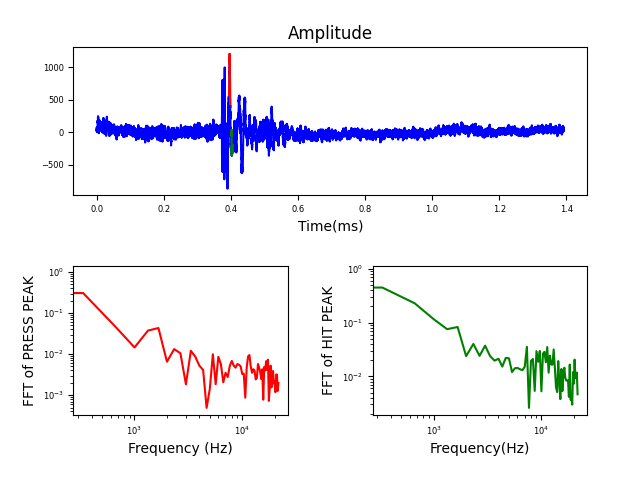 Amplitude
1000
500
0
−500
0.0 0.2 0.4 0.6 0.8 1.0 1.2 1.4
Time(ms)
FFT of PRESS PEAK
10⁰
10⁻¹
10⁻²
10⁻³
10³ 10⁴
Frequency (Hz)
FFT of HIT PEAK
10⁰
10⁻¹
10⁻²
10³ 10⁴
Frequency(Hz)